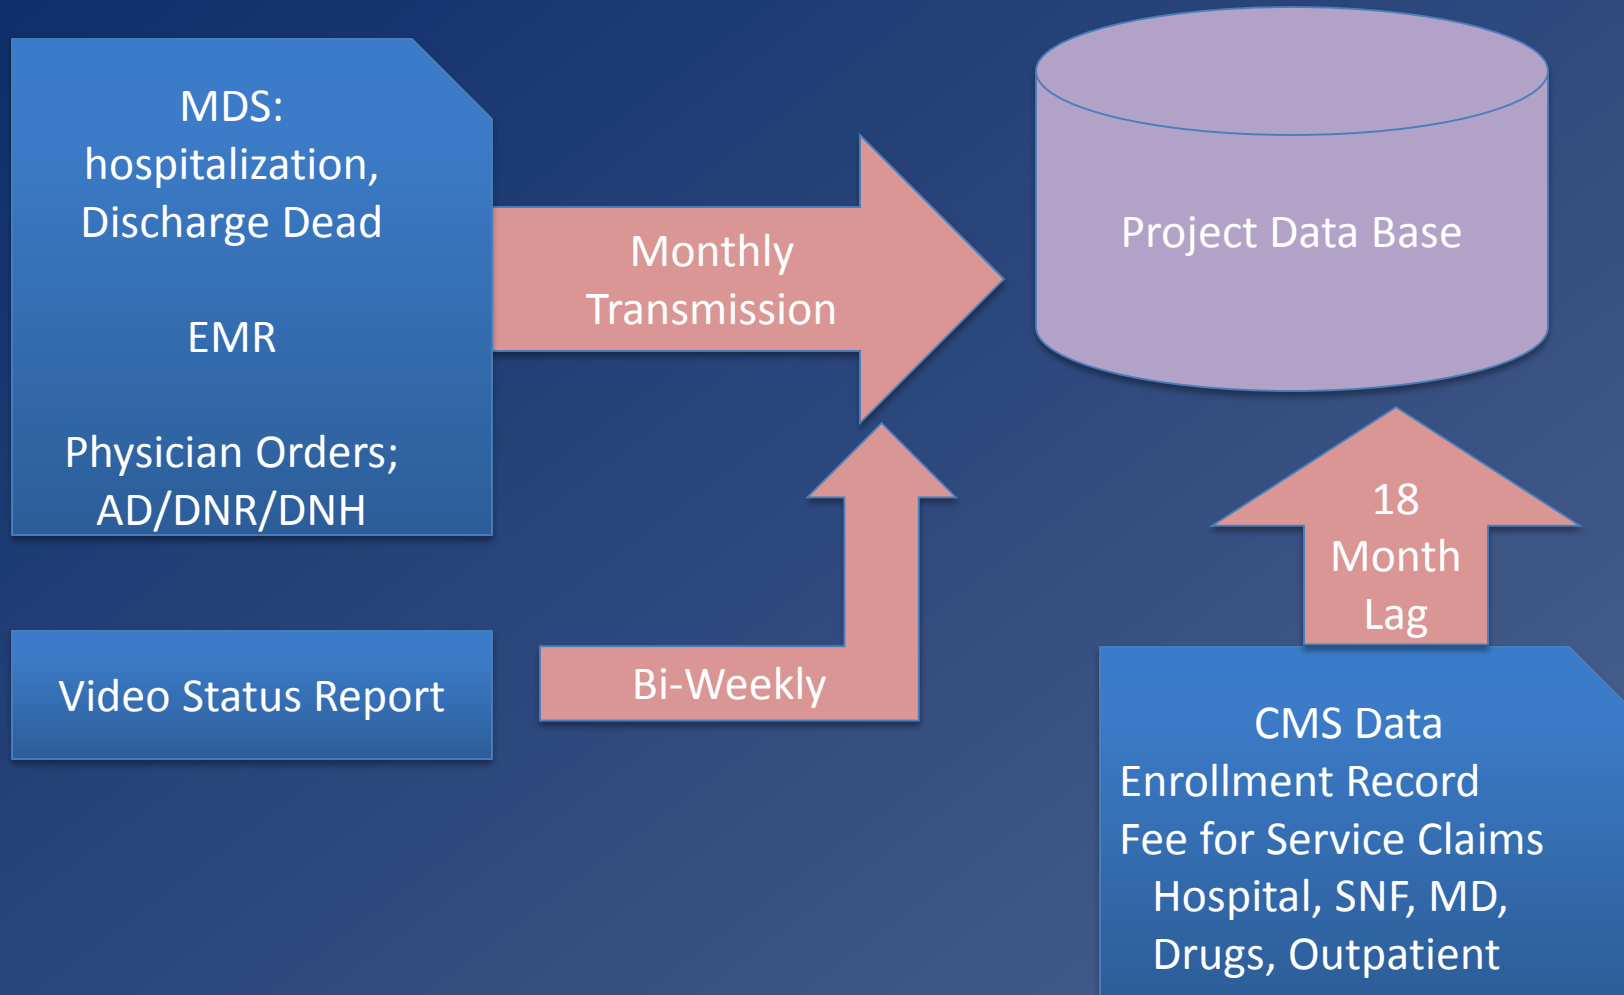 MDS:
hospitalization,
Discharge Dead
EMR
Physician Orders;
AD/DNR/DNH
Monthly
Transmission
Project Data Base
Video Status Report
Bi-Weekly
18
Month
Lag
CMS Data
Enrollment Record
Fee for Service Claims
Hospital, SNF, MD,
Drugs, Outpatient